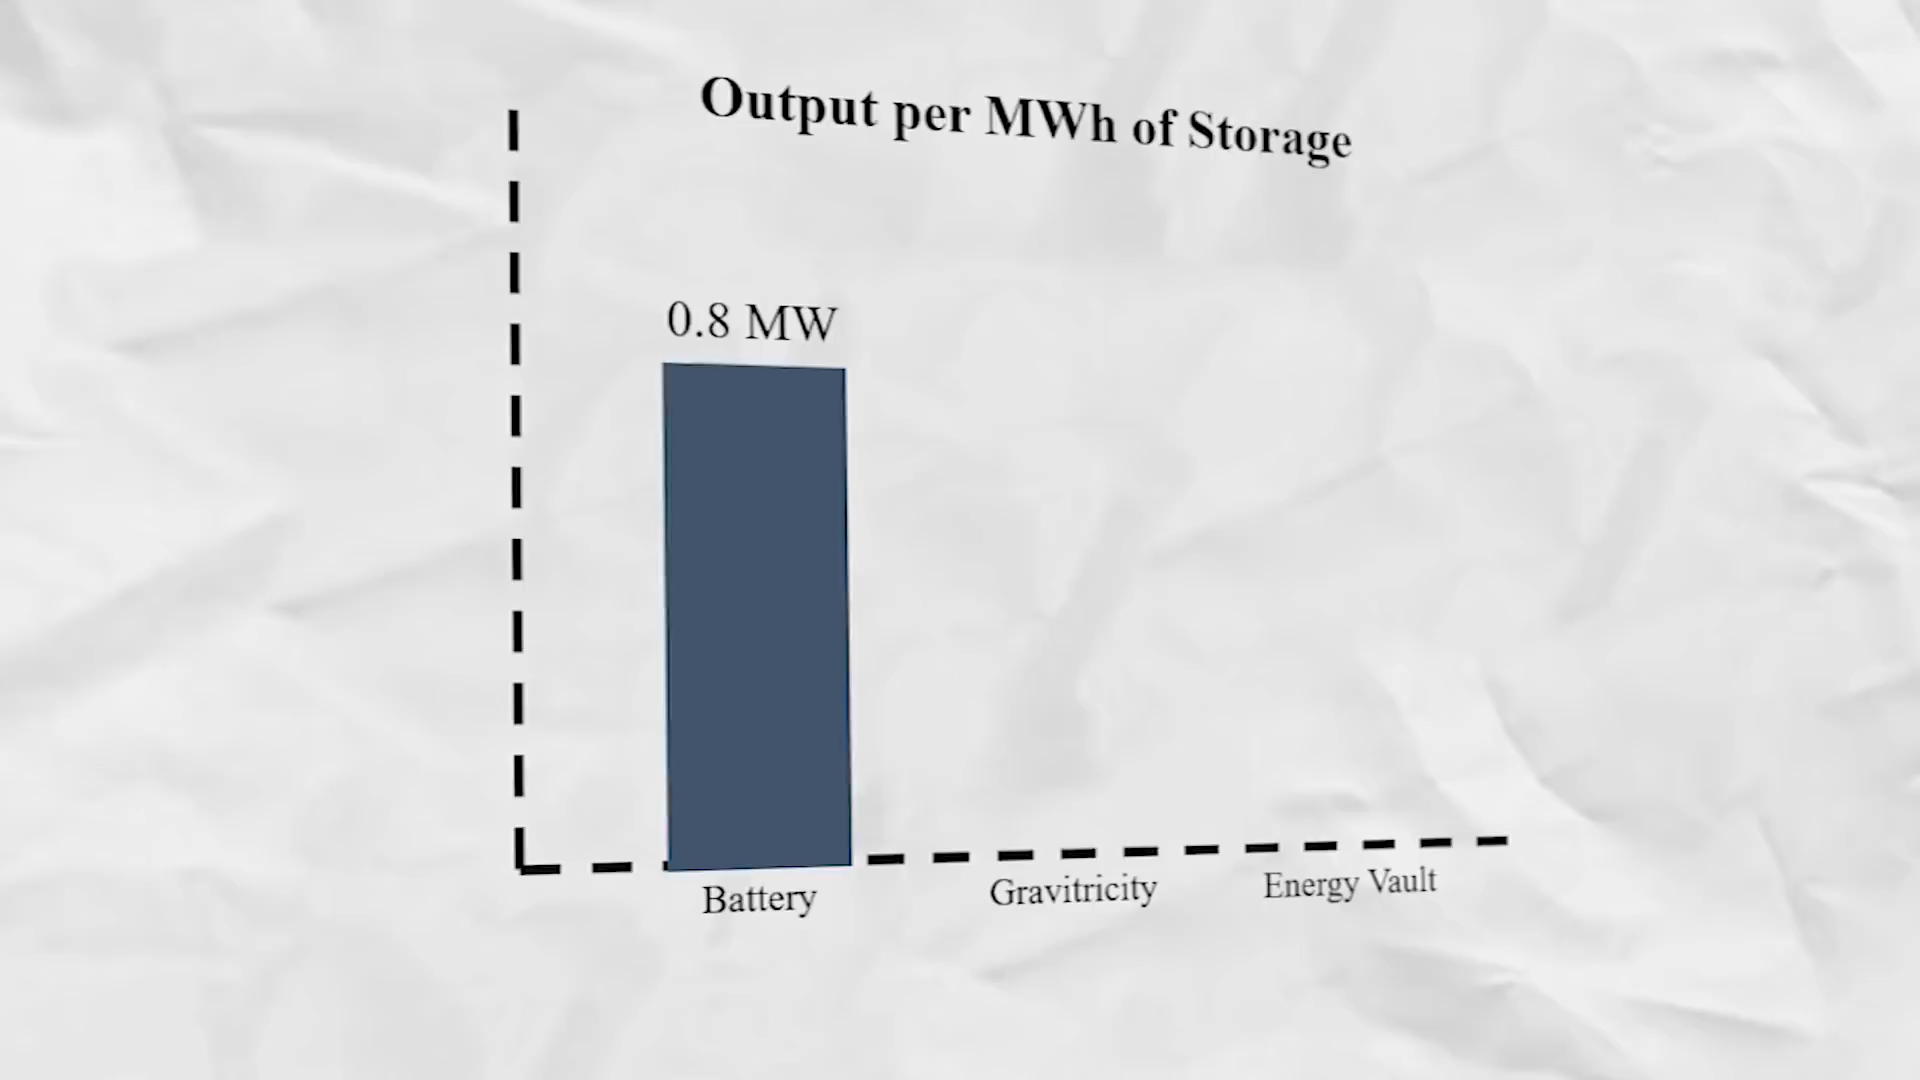 Output per MWh of Storage
0.8 MW
Battery
Gravitricity
Energy Vault